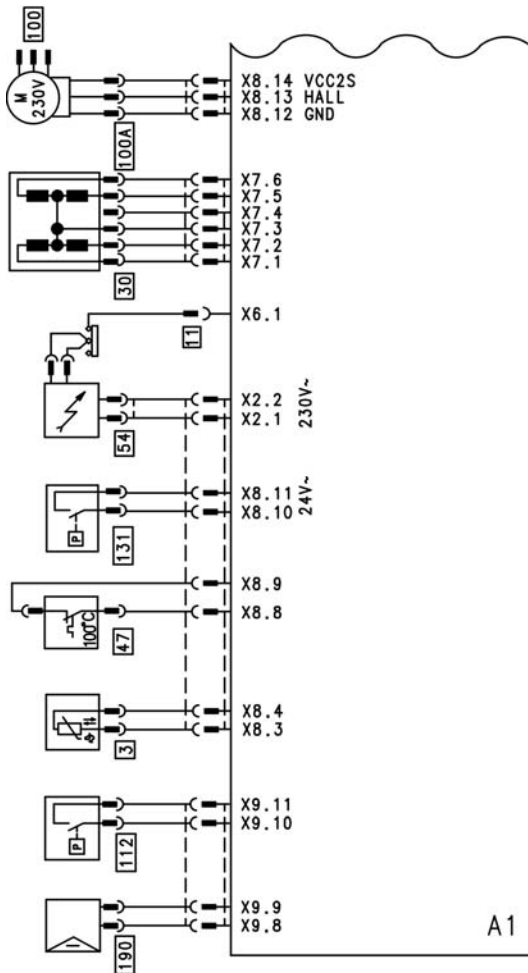 100
M
230V
100A
X8.14 VCC2S
X8.13 HALL
X8.12 GND
X7.6
X7.5
X7.4
X7.3
X7.2
X7.1
30
X6.1
11
X2.2
X2.1
230V~
54
X8.11
X8.10
24V~
P
131
X8.9
X8.8
100°C
47
X8.4
X8.3
3
X9.11
X9.10
P
112
X9.9
X9.8
190
A1